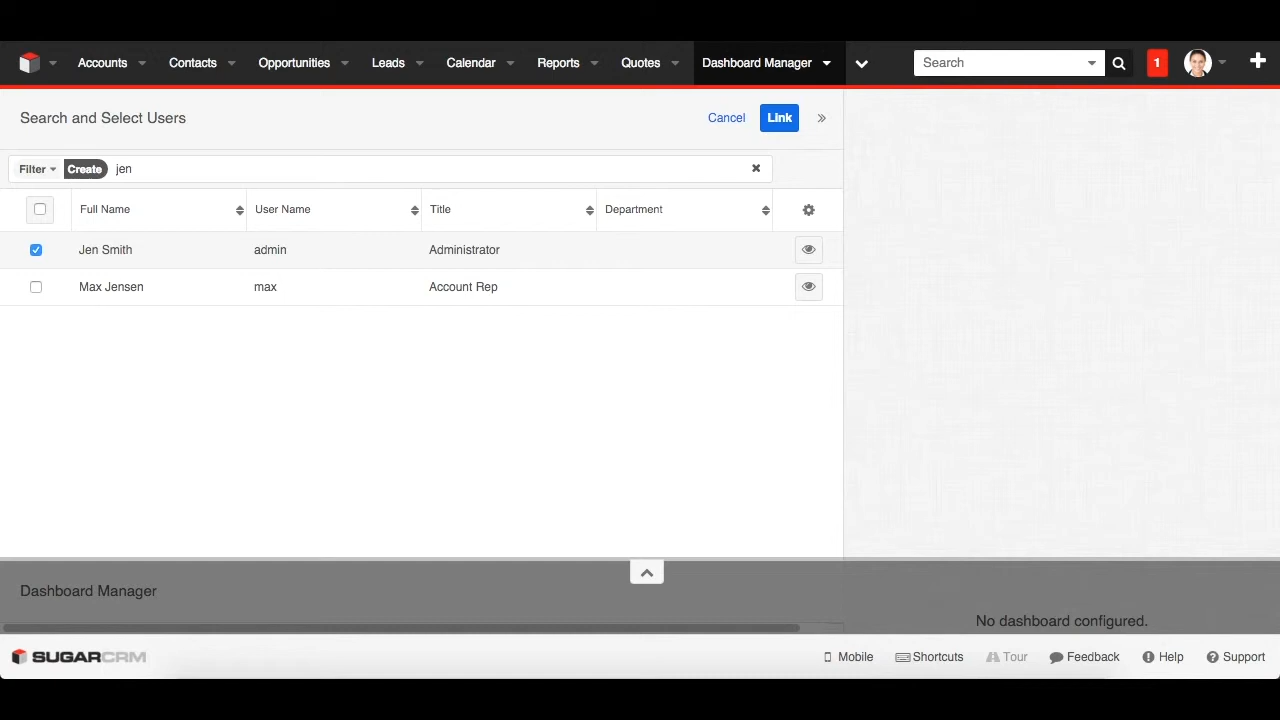 Accounts Contacts Opportunities Leads Calendar Reports Quotes Dashboard Manager Search 1
Search and Select Users Cancel Link
Filter Create jen
Full Name User Name Title Department
Jen Smith admin Administrator
Max Jensen max Account Rep
Dashboard Manager
No dashboard configured.
SUGARCRM Mobile Shortcuts Tour Feedback Help Support